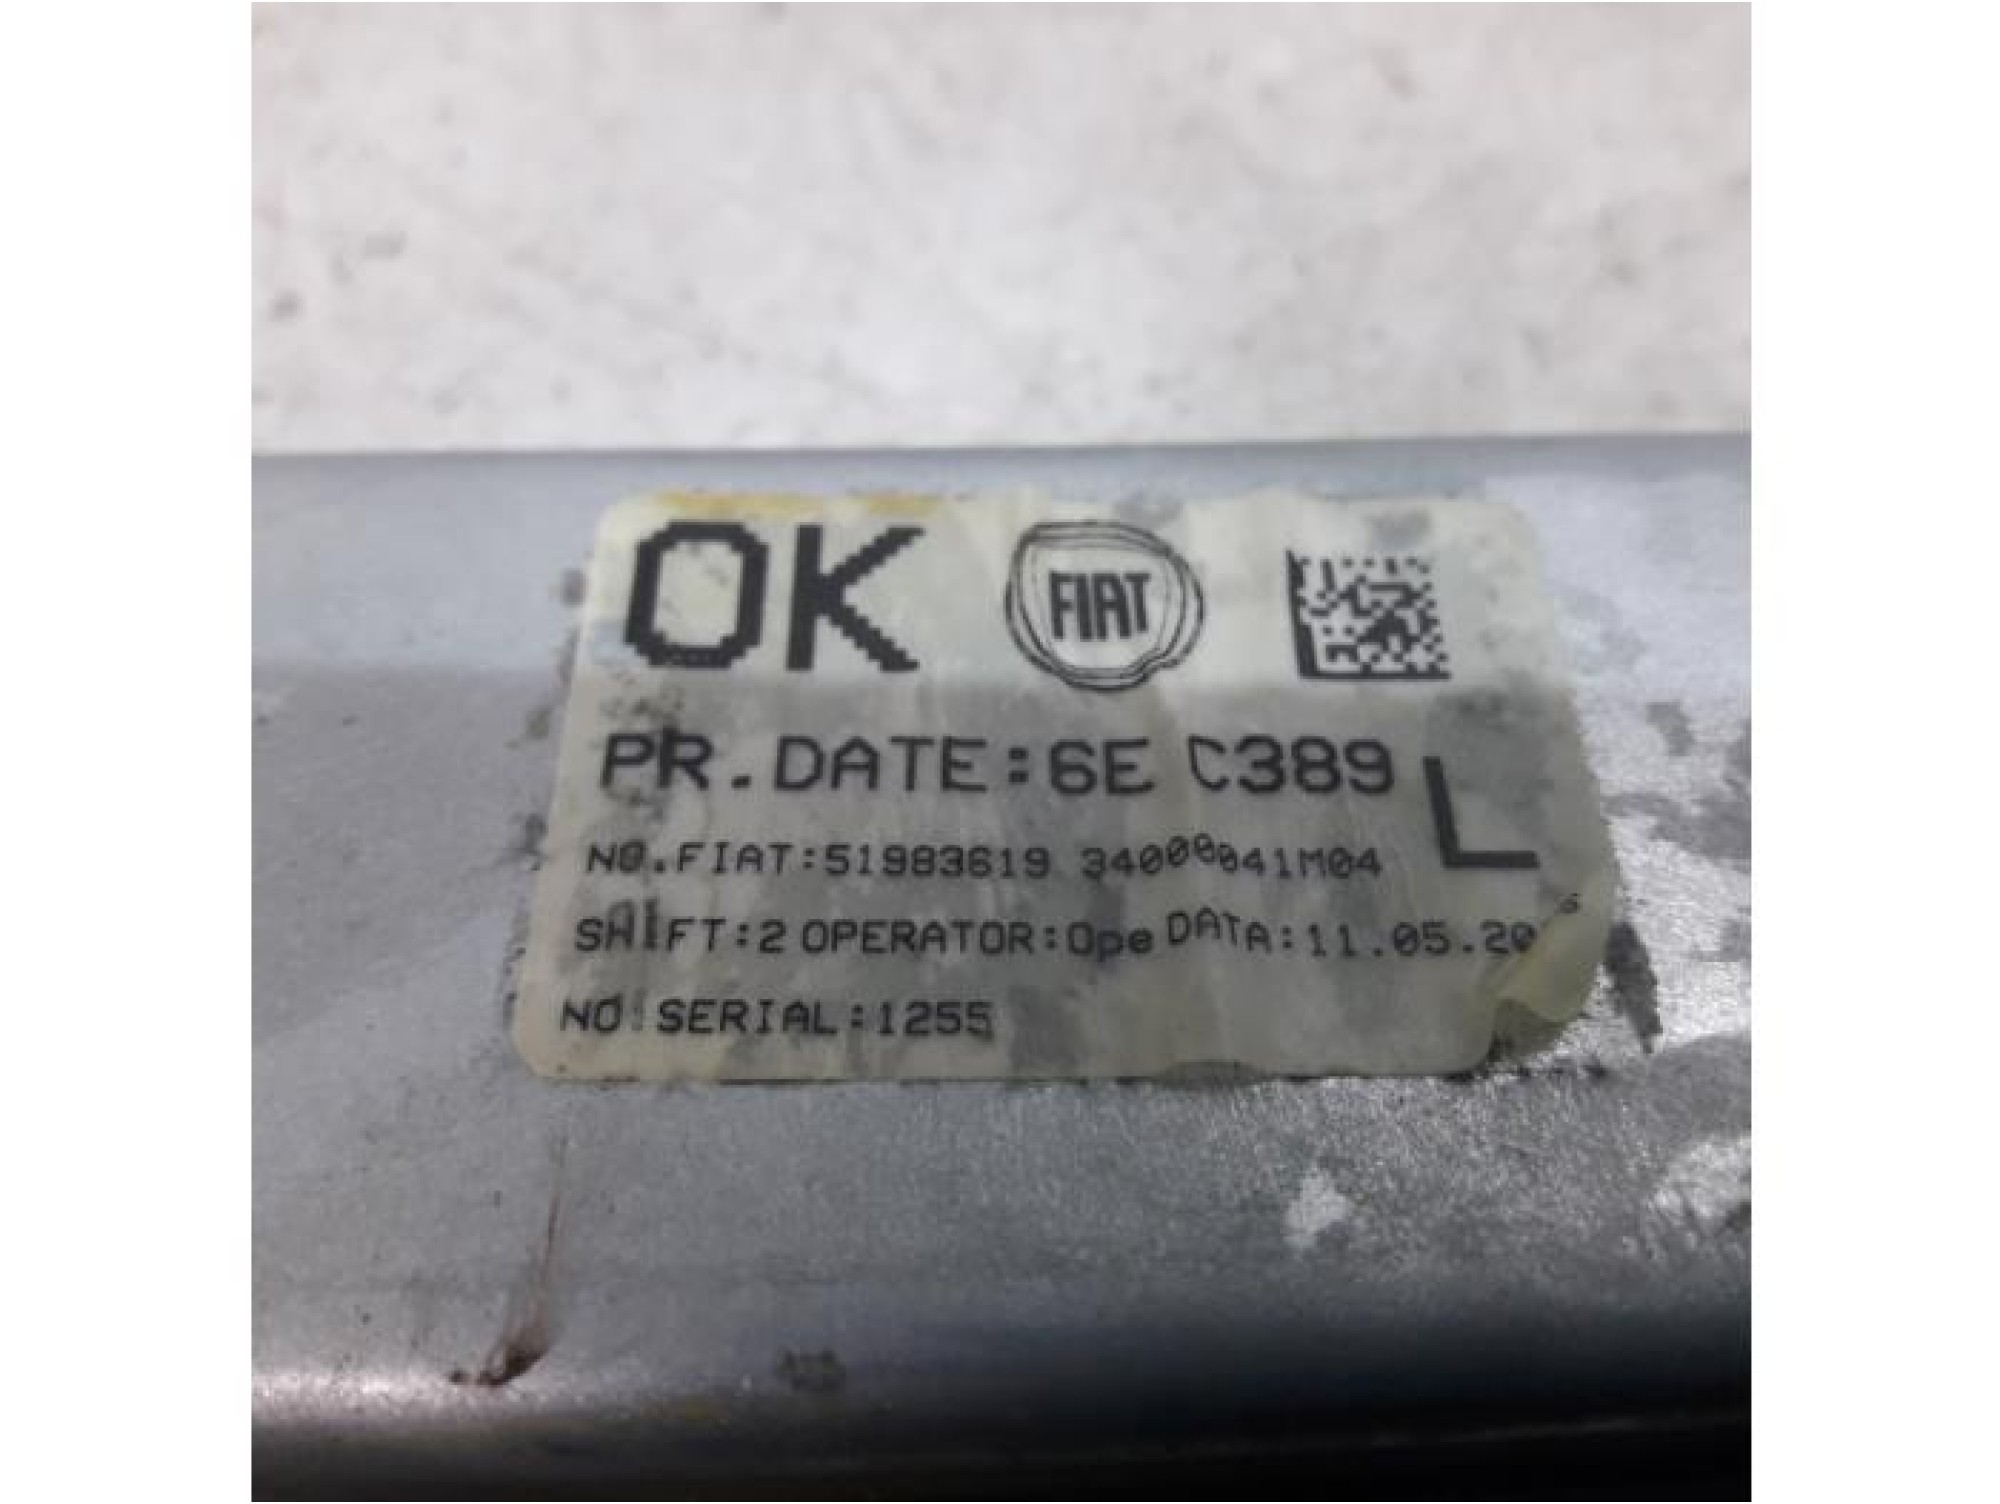 OK FIAT
PR.DATE:6E C389 L
NO.FIAT:51983619 34000041M04
SHIFT:2 OPERATOR:Ope DATA:11.05.20 6
NO SERIAL:1255